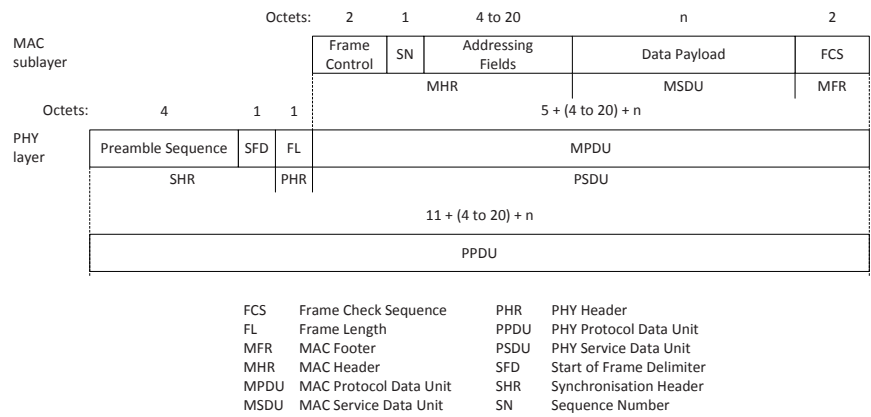 Octets: 2 1 4 to 20 n 2
MAC sublayer
Frame Control SN Addressing Fields Data Payload FCS
MHR MSDU MFR
Octets: 4 1 1 5 + (4 to 20) + n
PHY layer
Preamble Sequence SFD FL MPDU
SHR PHR PSDU
11 + (4 to 20) + n
PPDU
FCS Frame Check Sequence PHR PHY Header
FL Frame Length PPDU PHY Protocol Data Unit
MFR MAC Footer PSDU PHY Service Data Unit
MHR MAC Header SFD Start of Frame Delimiter
MPDU MAC Protocol Data Unit SHR Synchronisation Header
MSDU MAC Service Data Unit SN Sequence Number